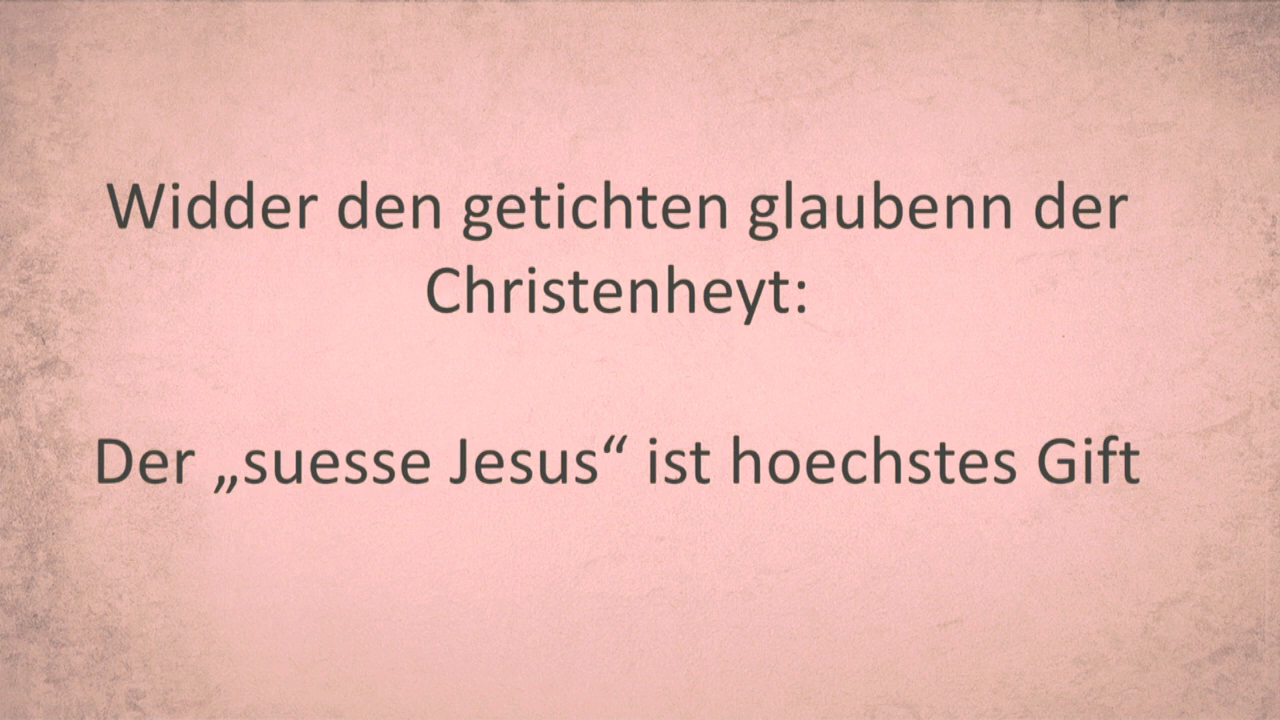 Widder den getichten glaubenn der
Christenheyt:
Der „suesse Jesus“ ist hoechstes Gift